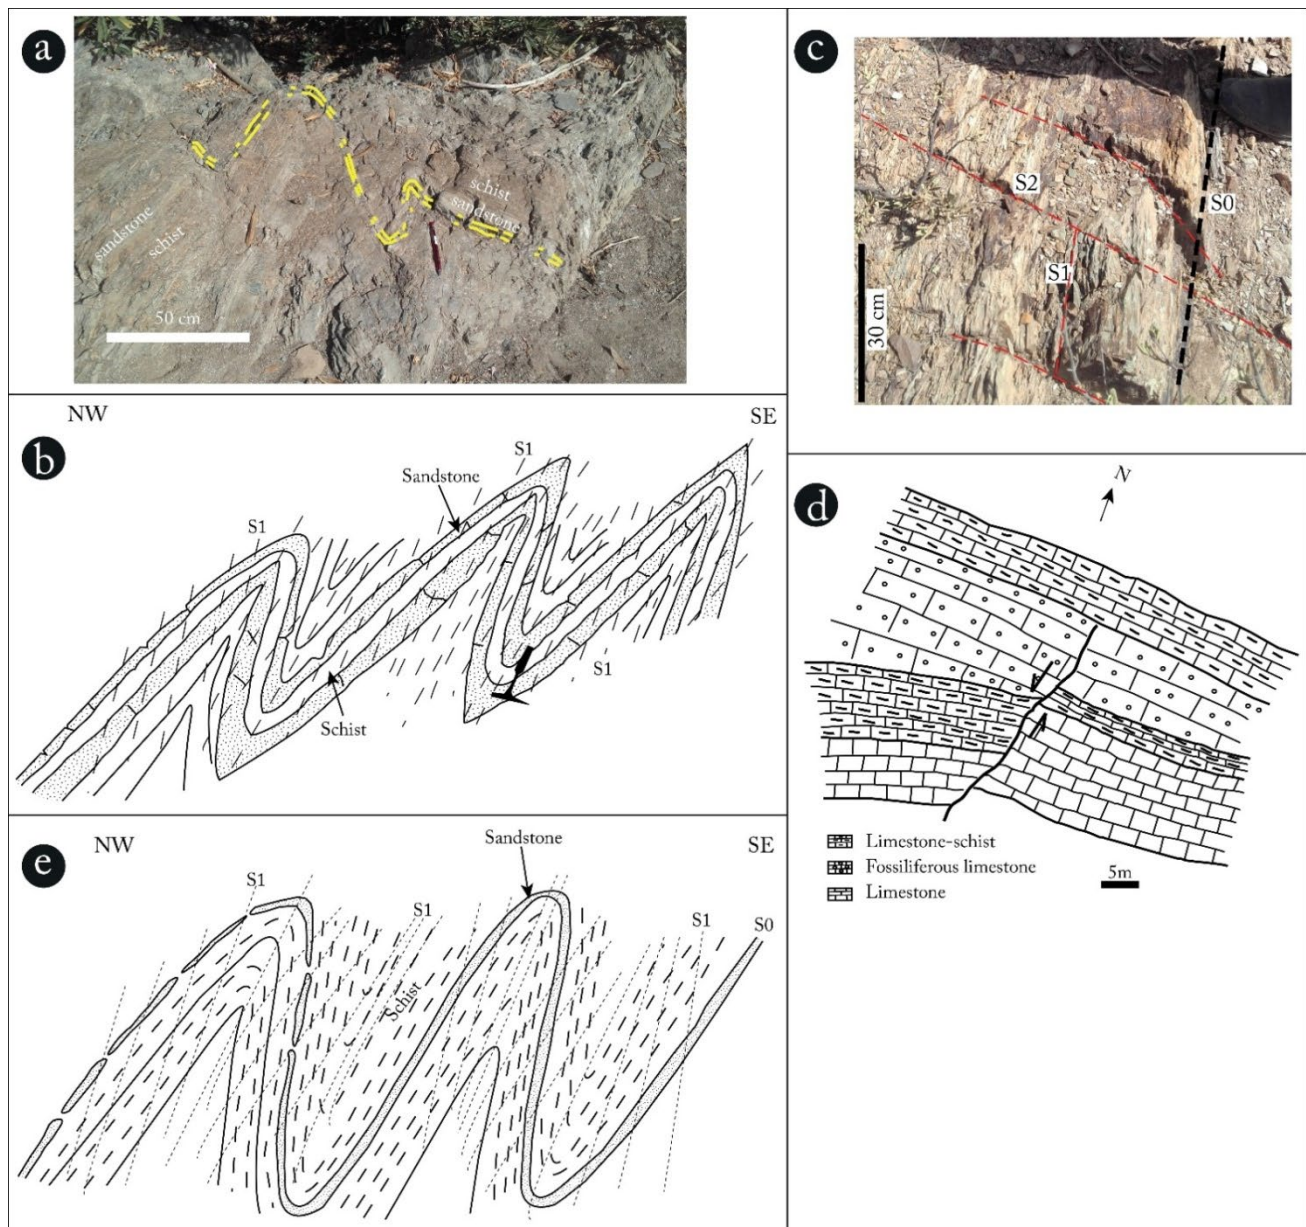 a
sandstone
schist
schist
sandstone
50 cm
c
S2
S0
S1
30 cm
NW
SE
b
S1
Sandstone
S1
S1
Schist
d
N
Limestone-schist
Fossiliferous limestone
Limestone
5m
e
NW
SE
Sandstone
S1
S1
S1
S0
Schist